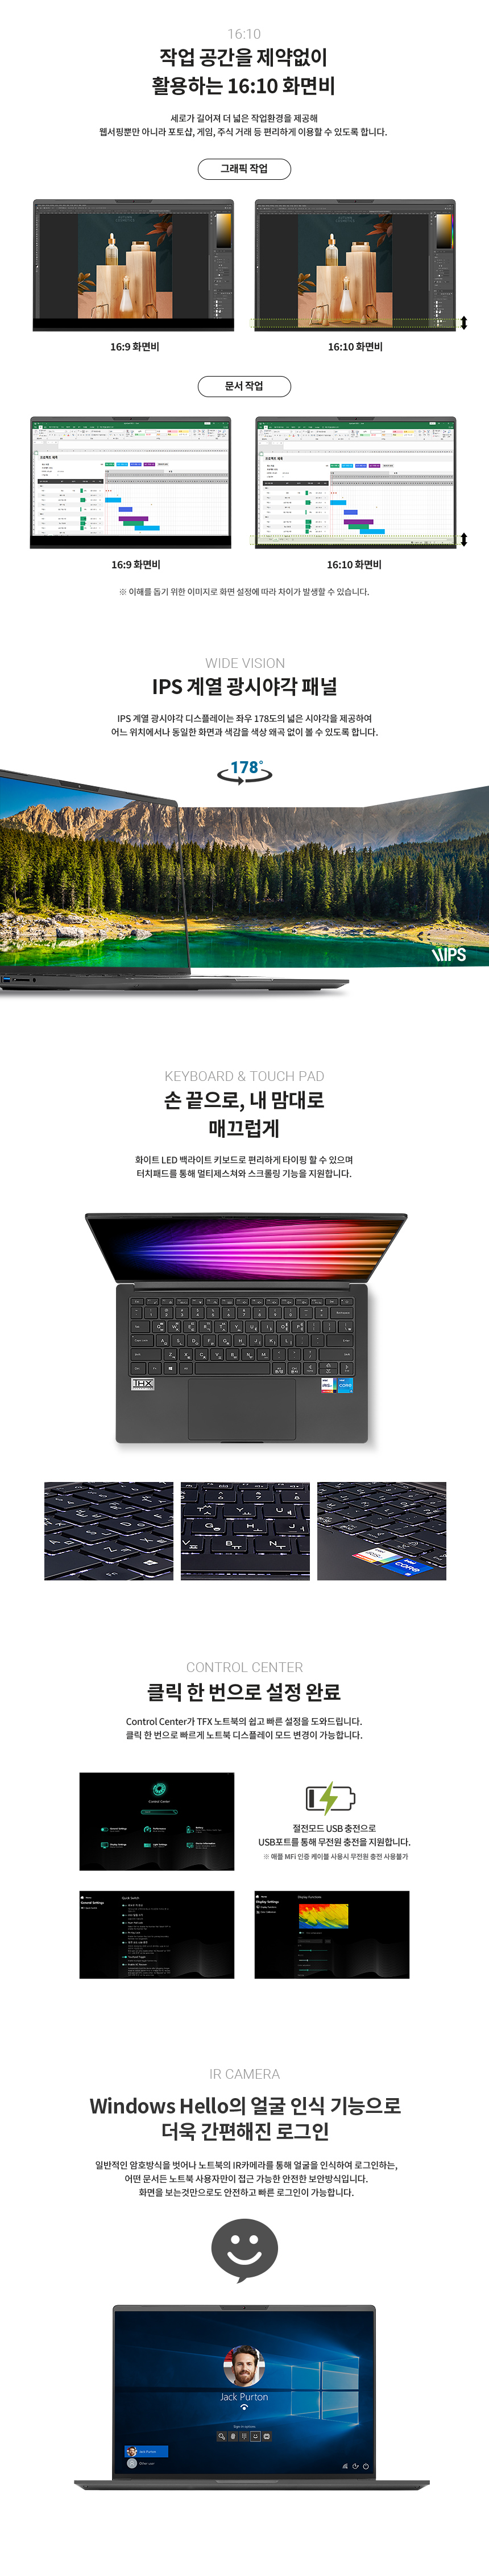 16:10
작업 공간을 제약없이
활용하는 16:10 화면비
세로가 길어져 더 넓은 작업환경을 제공해
웹서핑뿐만 아니라 포토샵, 게임, 주식 거래 등 편리하게 이용할 수 있도록 합니다.
그래픽 작업
16:9 화면비
16:10 화면비
문서 작업
16:9 화면비
16:10 화면비
※ 이해를 돕기 위한 이미지로 화면 설정에 따라 차이가 발생할 수 있습니다.
WIDE VISION
IPS 계열 광시야각 패널
IPS 계열 광시야각 디스플레이는 좌우 178도의 넓은 시야각을 제공하여
어느 위치에서나 동일한 화면과 색감을 색상 왜곡 없이 볼 수 있도록 합니다.
178°
IPS
KEYBOARD & TOUCH PAD
손 끝으로, 내 맘대로
매끄럽게
화이트 LED 백라이트 키보드로 편리하게 타이핑 할 수 있으며
터치패드를 통해 멀티제스쳐와 스크롤링 기능을 지원합니다.
CORE
CONTROL CENTER
클릭 한 번으로 설정 완료
Control Center가 TFX 노트북의 쉽고 빠른 설정을 도와드립니다.
클릭 한 번으로 빠르게 노트북 디스플레이 모드 변경이 가능합니다.
Control Center
절전모드 USB 충전으로
USB포트를 통해 무전원 충전을 지원합니다.
※ 애플 MFi 인증 케이블 사용시 무전원 충전 사용불가
General Settings
Quick Switch
Display Settings
IR CAMERA
Windows Hello의 얼굴 인식 기능으로
더욱 간편해진 로그인
일반적인 암호방식을 벗어나 노트북의 IR카메라를 통해 얼굴을 인식하여 로그인하는,
어떤 문서든 노트북 사용자만이 접근 가능한 안전한 보안방식입니다.
화면을 보는것만으로도 안전하고 빠른 로그인이 가능합니다.
Jack Purton
Sign-in options
Jack Purton
Other user